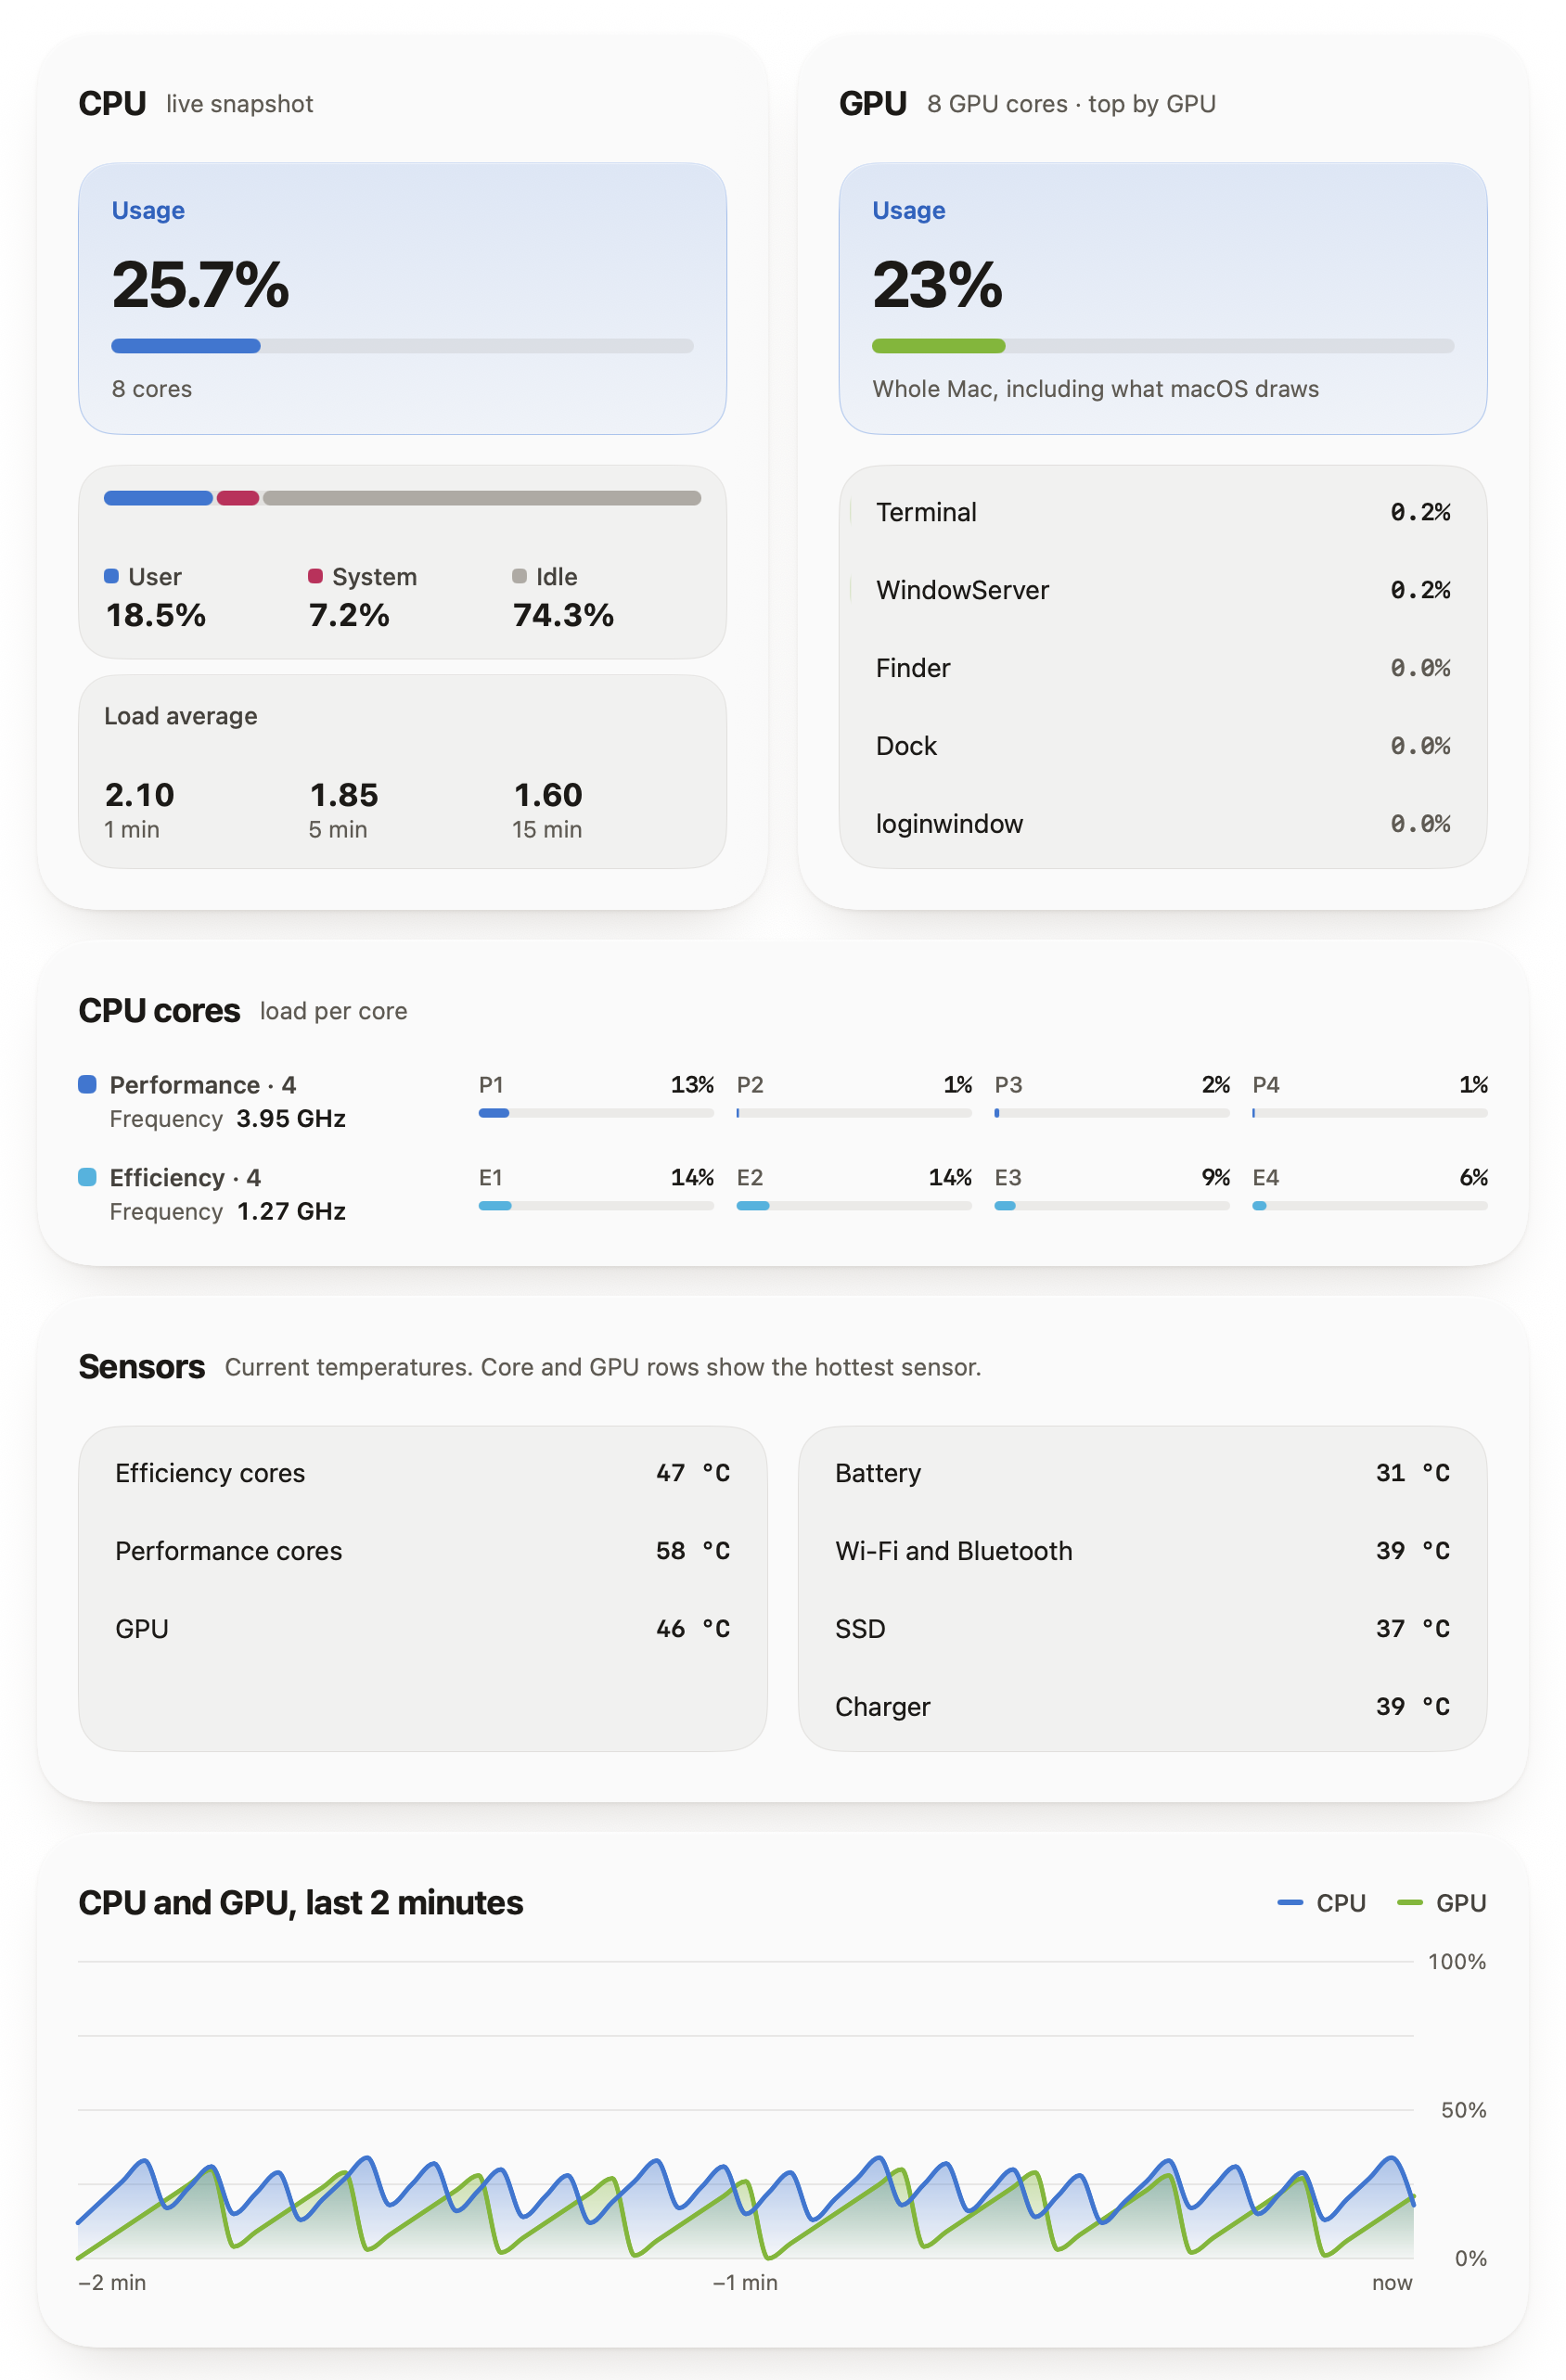 CPU live snapshot
Usage
25.7%
8 cores
User System Idle
18.5% 7.2% 74.3%
Load average
2.10 1.85 1.60
1 min 5 min 15 min
GPU 8 GPU cores · top by GPU
Usage
23%
Whole Mac, including what macOS draws
Terminal 0.2%
WindowServer 0.2%
Finder 0.0%
Dock 0.0%
loginwindow 0.0%
CPU cores load per core
Performance · 4 P1 13% P2 1% P3 2% P4 1%
Frequency 3.95 GHz
Efficiency · 4 E1 14% E2 14% E3 9% E4 6%
Frequency 1.27 GHz
Sensors Current temperatures. Core and GPU rows show the hottest sensor.
Efficiency cores 47 °C
Performance cores 58 °C
GPU 46 °C
Battery 31 °C
Wi-Fi and Bluetooth 39 °C
SSD 37 °C
Charger 39 °C
CPU and GPU, last 2 minutes CPU GPU
100%
50%
0%
−2 min −1 min now